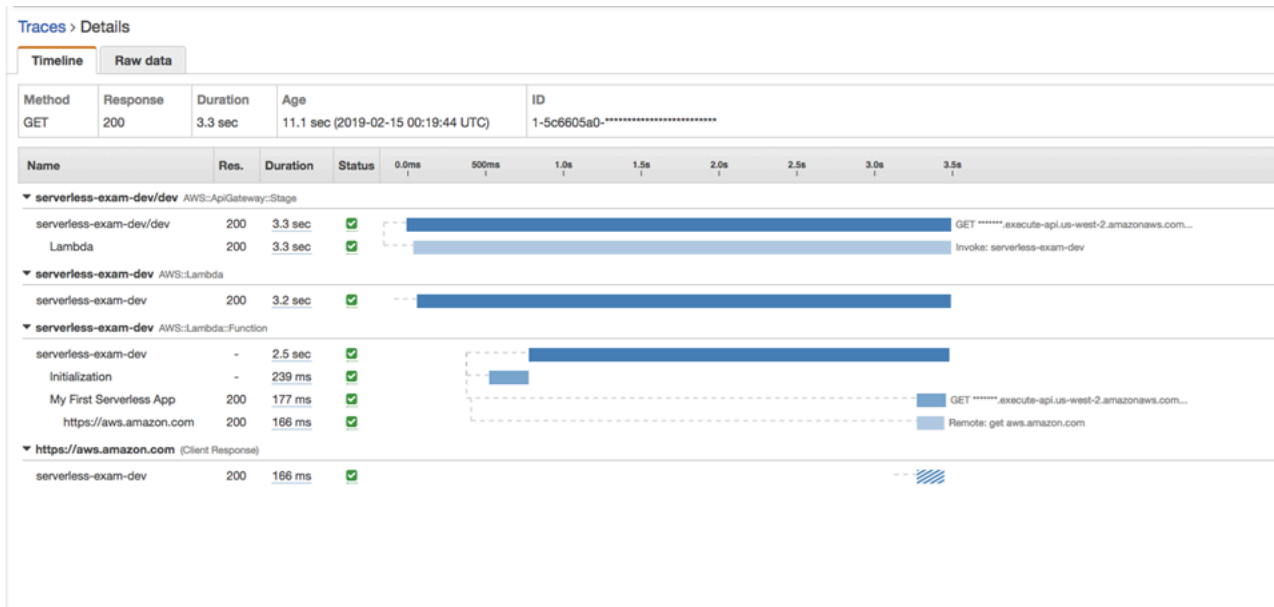 Traces > Details
Timeline Raw data
Method Response Duration Age ID
GET 200 3.3 sec 11.1 sec (2019-02-15 00:19:44 UTC) 1-5c6605a0-************************
Name Res. Duration Status 0.0ms 500ms 1.0s 1.5s 2.0s 2.5s 3.0s 3.5s
serverless-exam-dev/dev AWS::ApiGateway::Stage
serverless-exam-dev/dev 200 3.3 sec GET *******.execute-api.us-west-2.amazonaws.com...
Lambda 200 3.3 sec Invoke: serverless-exam-dev
serverless-exam-dev AWS::Lambda
serverless-exam-dev 200 3.2 sec
serverless-exam-dev AWS::Lambda::Function
serverless-exam-dev - 2.5 sec
Initialization - 239 ms
My First Serverless App 200 177 ms GET *******.execute-api.us-west-2.amazonaws.com...
https://aws.amazon.com 200 166 ms Remote: get aws.amazon.com
https://aws.amazon.com (Client Response)
serverless-exam-dev 200 166 ms